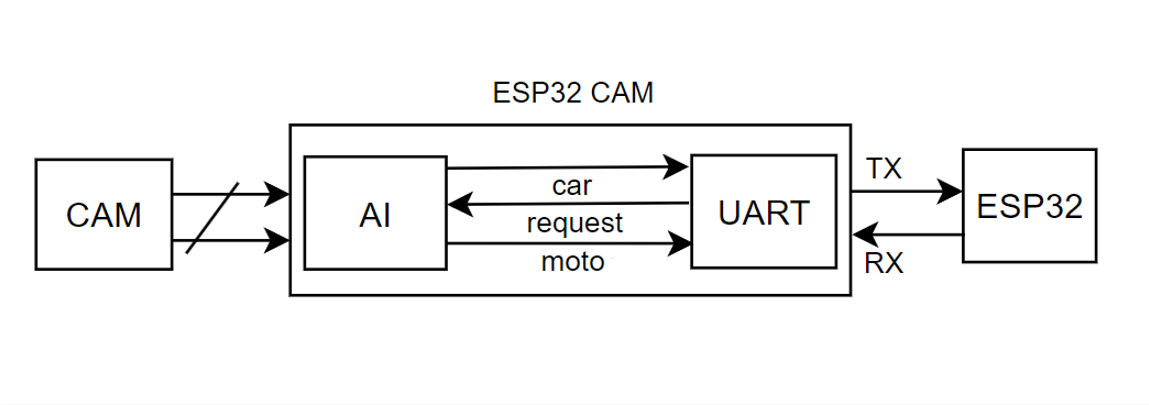 ESP32 CAM
CAM
AI
car
request
moto
UART
TX
RX
ESP32